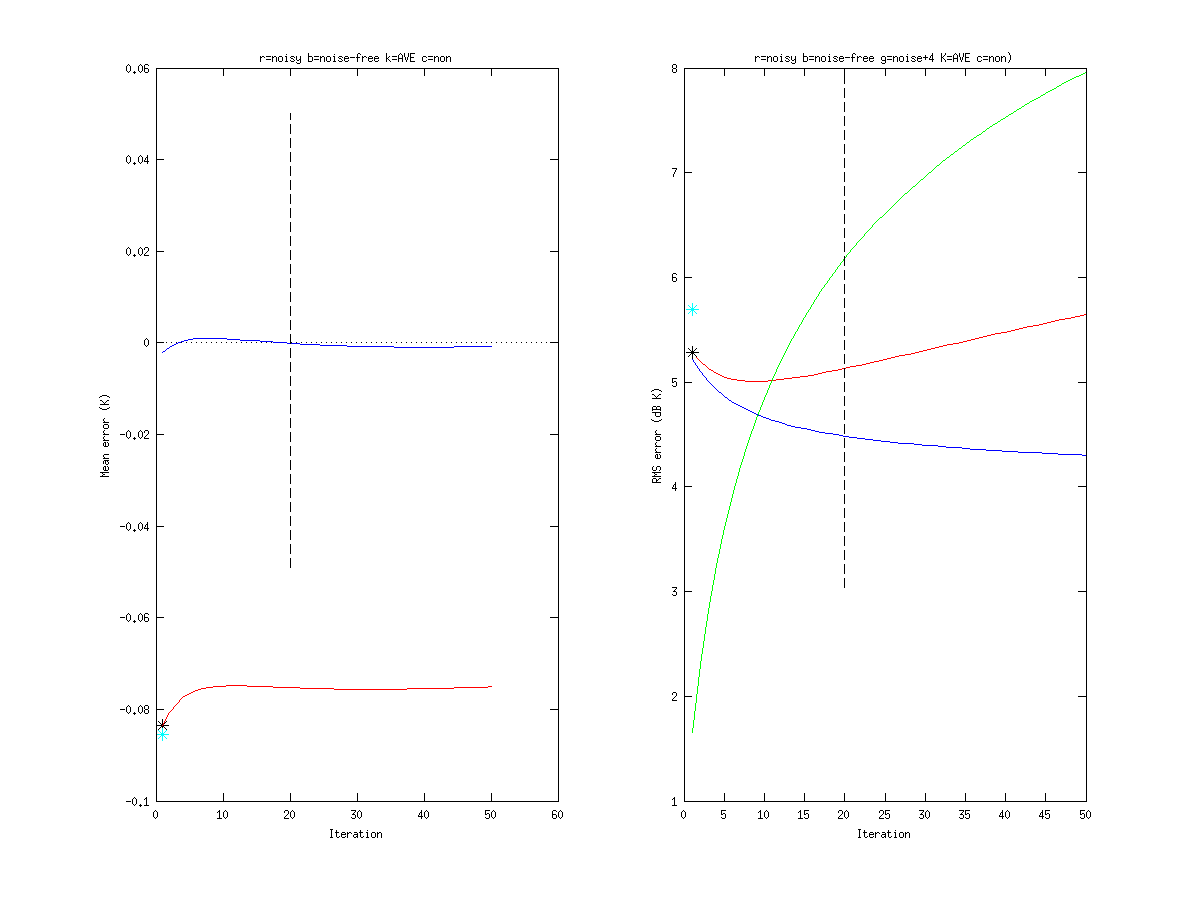 r=noisy b=noise-free k=AVE c=non
0.06
0.04
0.02
0
-0.02
-0.04
-0.06
-0.08
-0.1
Mean error (K)
0 10 20 30 40 50 60
Iteration
r=noisy b=noise-free g=noise+4 K=AVE c=non)
8
7
6
5
4
3
2
1
RMS error (dB K)
0 5 10 15 20 25 30 35 40 45 50
Iteration